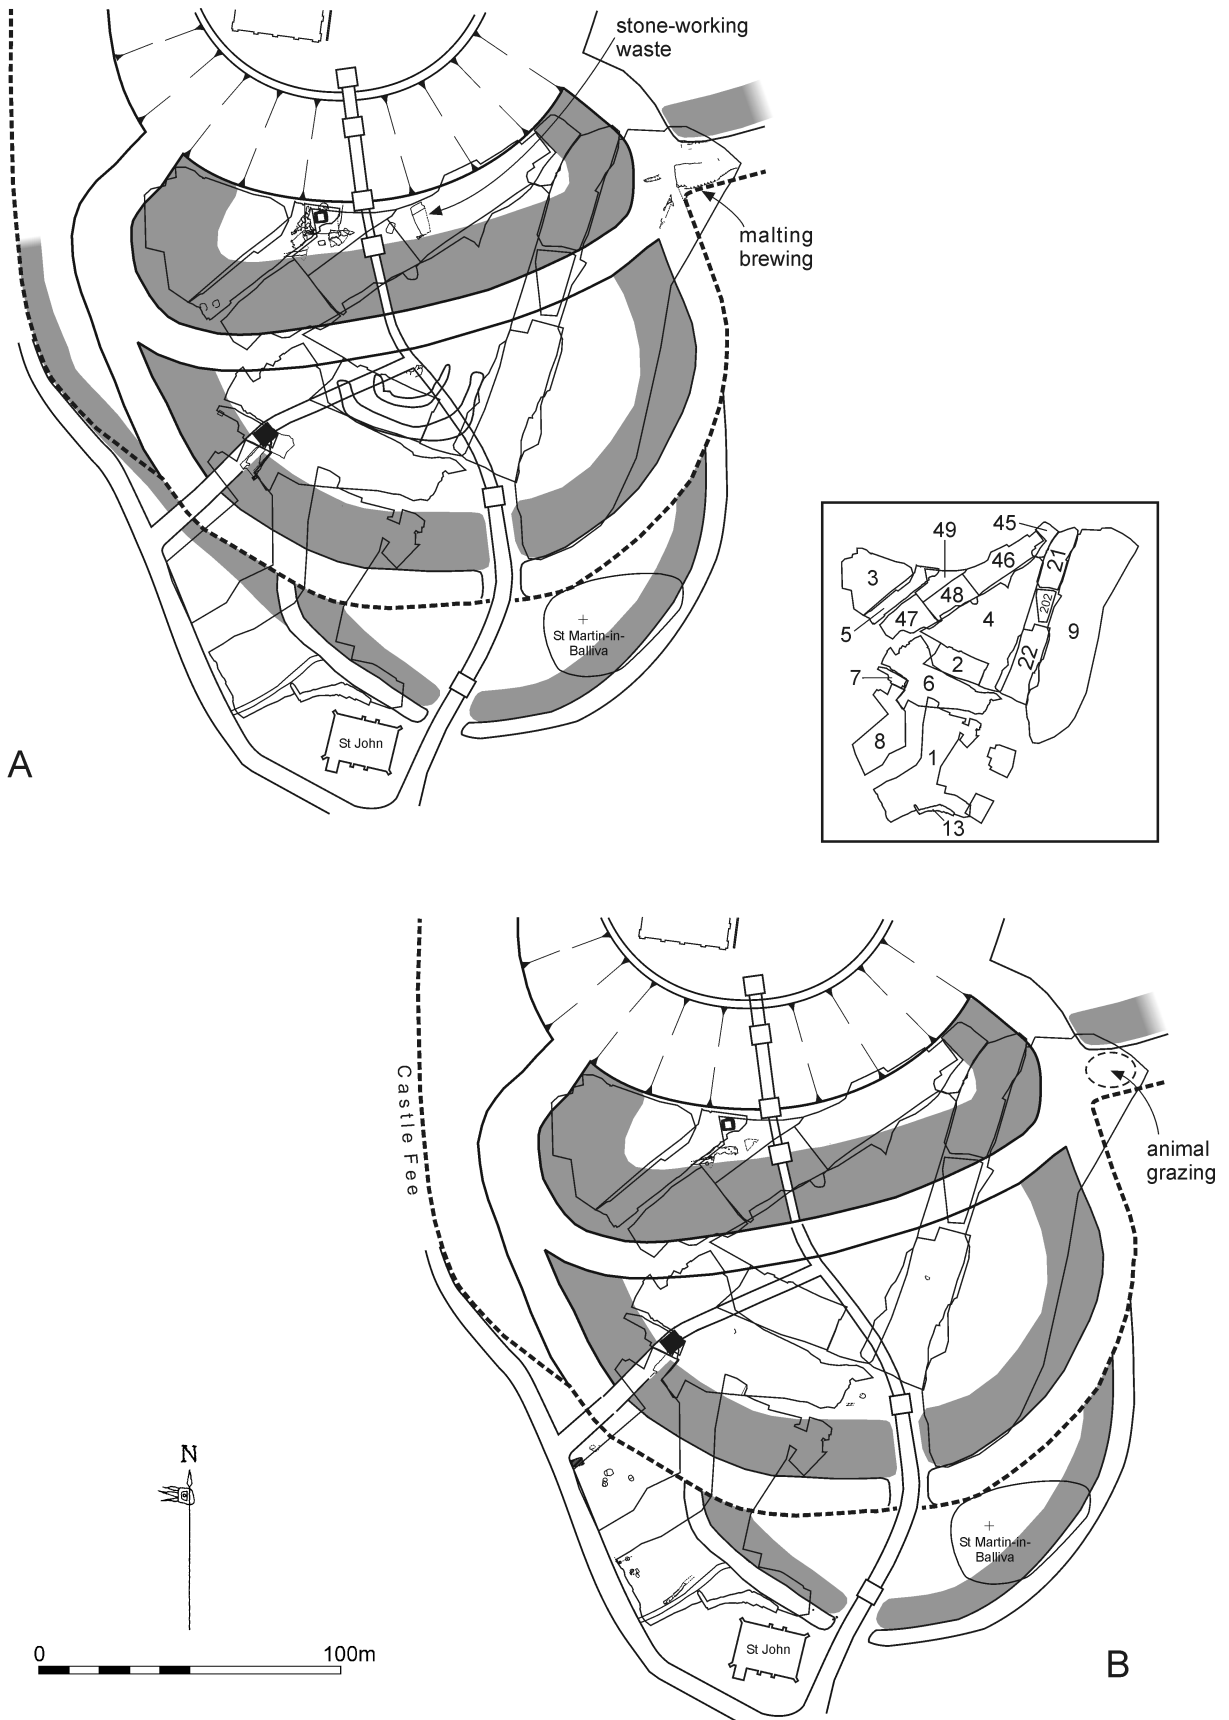 stone-working
waste
malting
brewing
St Martin-in-
Balliva
St John
A
49
45
46
21
3
48
202
47
4
9
5
22
2
7
6
8
1
13
Castle Fee
animal
grazing
St Martin-in-
Balliva
N
St John
0 100m
B